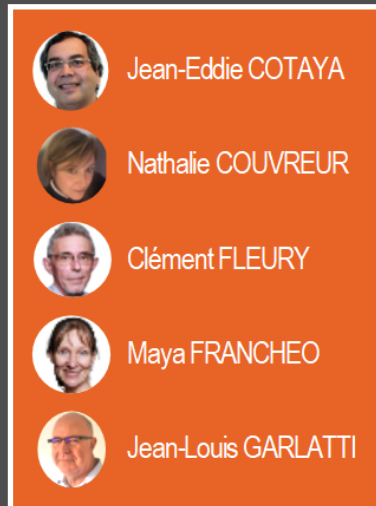 Jean-Eddie COTAYA
Nathalie COUVREUR
Clément FLEURY
Maya FRANCHEO
Jean-Louis GARLATTI